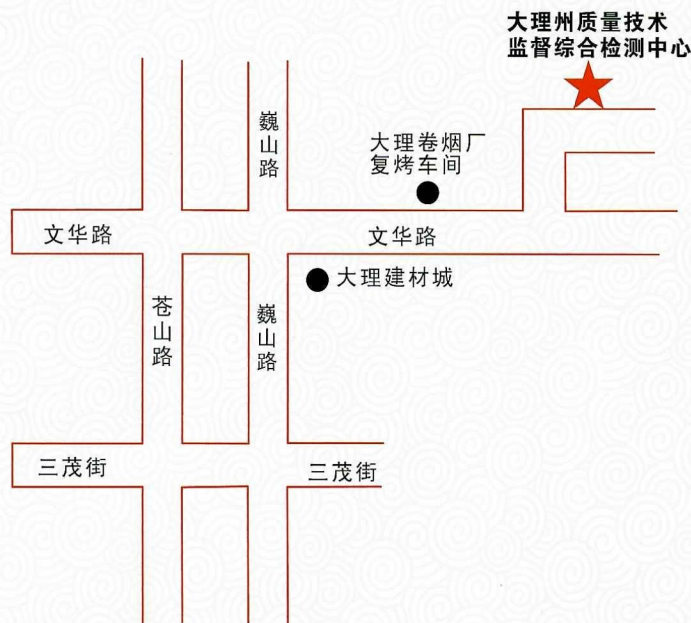 大理州质量技术
监督综合检测中心
巍山路
大理卷烟厂
复烤车间
文华路
文华路
大理建材城
苍山路
巍山路
三茂街
三茂街